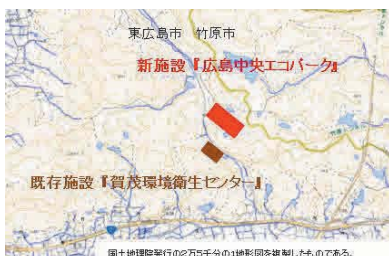 東広島市 竹原市
新施設『広島中央エコパーク』
既存施設『賀茂環境衛生センター』
国土地理院発行の2万5千分の1地形図を複製したものである。